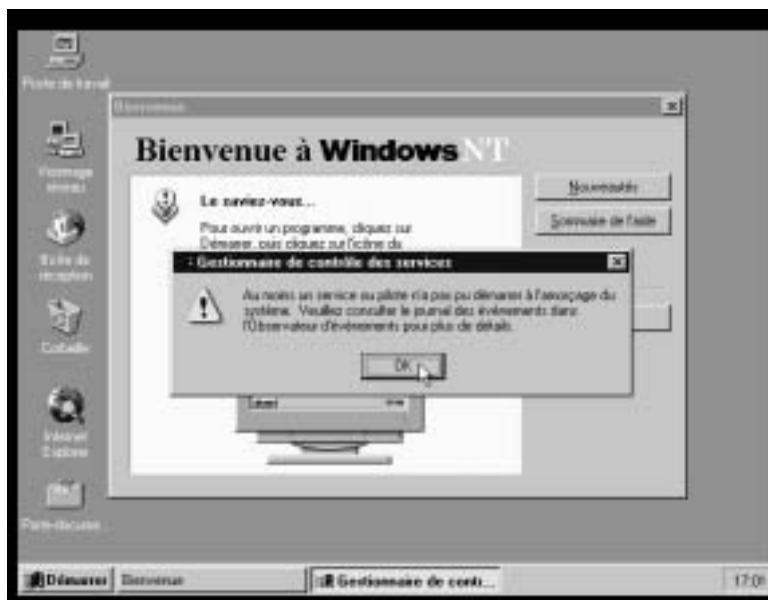 Poste de travail
Bienvenue
Bienvenue à Windows NT
Voisinage
réseau
Le saviez-vous...
Nouveautés
Pour ouvrir un programme, cliquez sur
Démarrer, puis cliquez sur l'icône du
Sommaire de l'aide
Boîte de
réception
Gestionnaire de contrôle des services
Au moins un service ou pilote n'a pas pu démarrer à l'amorçage du
système. Veuillez consulter le journal des événements dans
l'Observateur d'événements pour plus de détails.
Corbeille
OK
Internet
Explorer
Porte-docume...
Démarrer
Bienvenue
Gestionnaire de contr...
17:01